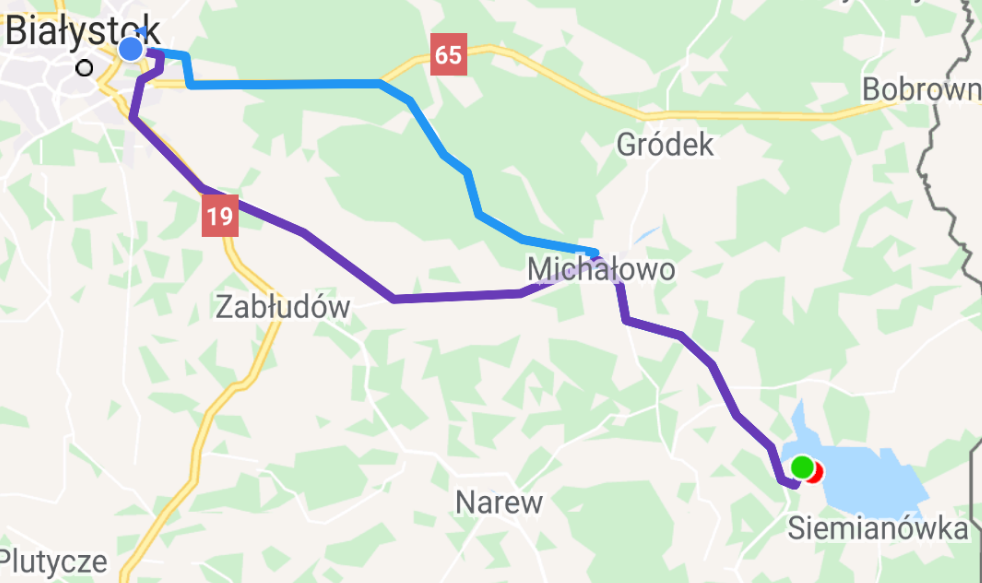 Białystok
65
Bobrown
Gródek
19
Michałowo
Zabłudów
Narew
Siemianówka
Plutycze